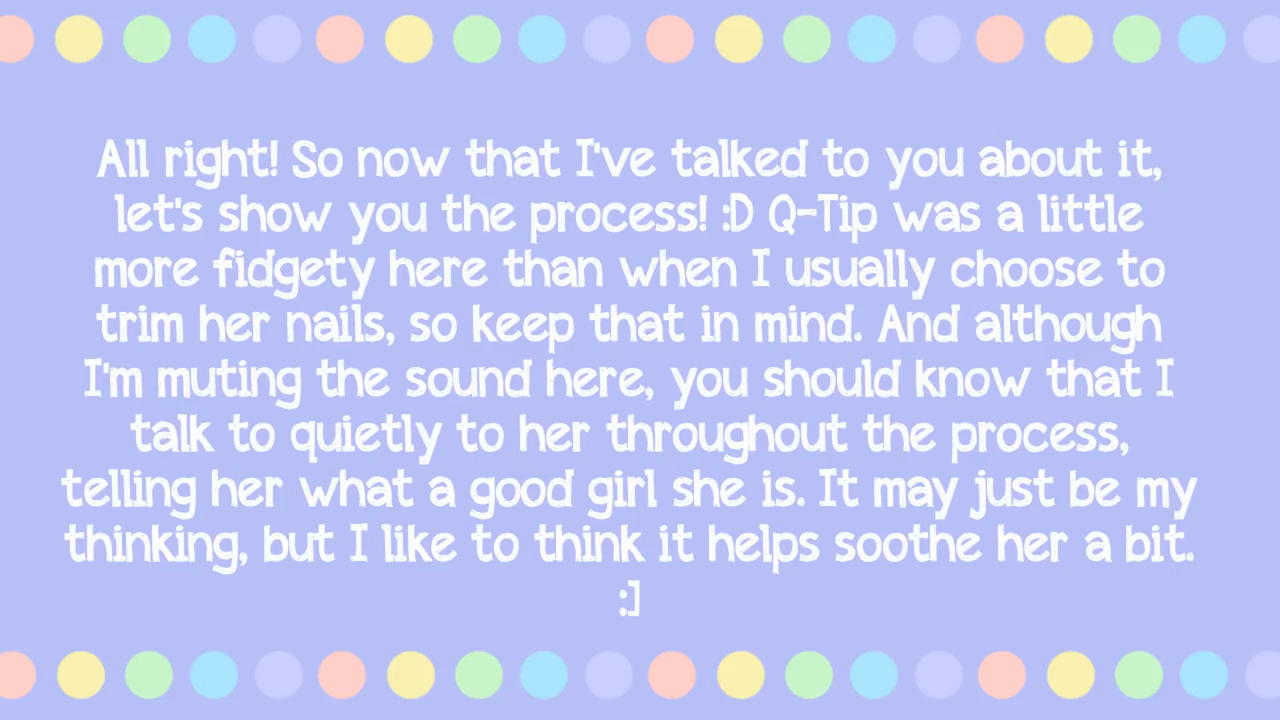 All right! So now that I've talked to you about it,
let's show you the process! :D Q-Tip was a little
more fidgety here than when I usually choose to
trim her nails, so keep that in mind. And although
I'm muting the sound here, you should know that I
talk to quietly to her throughout the process,
telling her what a good girl she is. It may just be my
thinking, but I like to think it helps soothe her a bit.
:]